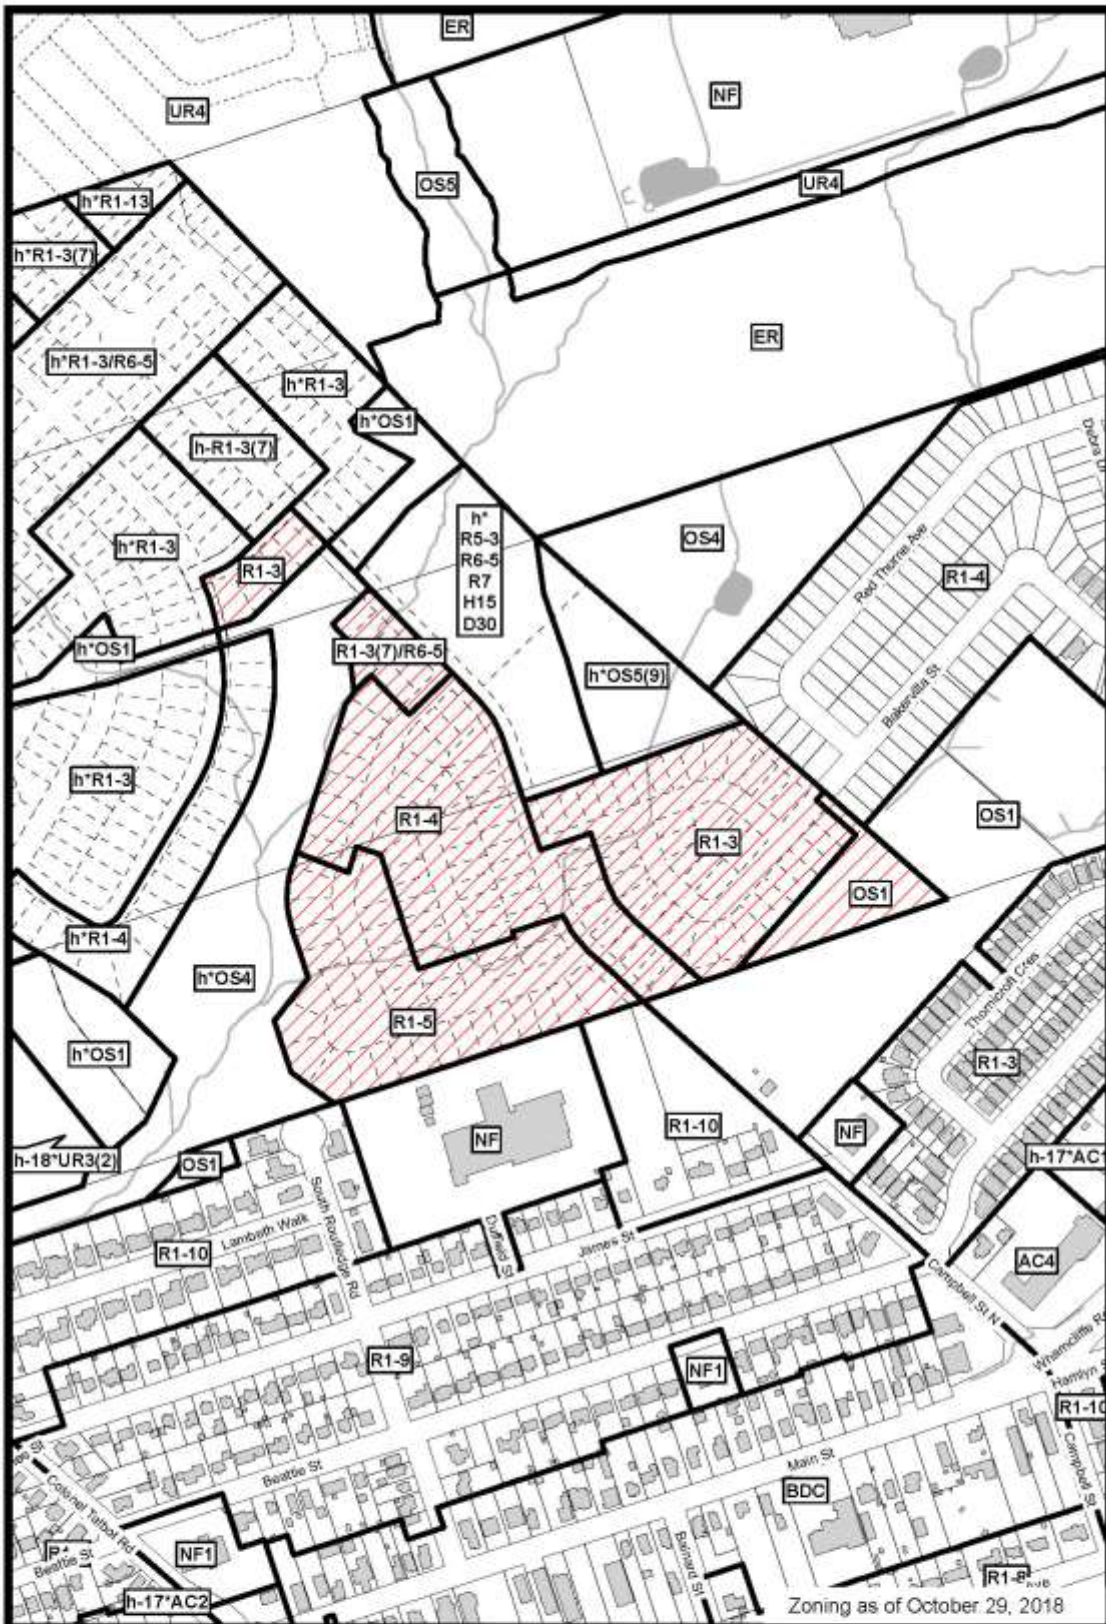 ER
UR4
NF
h*R1-13
OS5
UR4
h*R1-3(7)
ER
h*R1-3/R6-5
h*R1-3
h*OS1
h-R1-3(7)
h*
R5-3
R6-5
R7
H15
D30
OS4
Red Thorne Ave
R1-4
h*R1-3
R1-3
h*OS1
R1-3(7)/R6-5
h*OS5(9)
Bakervilla St
h*R1-3
R1-4
R1-3
OS1
OS1
h*R1-4
h*OS4
R1-5
h*OS1
Thornicroft Cres
R1-3
NF
R1-10
NF
h-18*UR3(2)
OS1
h-17*AC1
South Routledge Rd
Lambeth Walk
R1-10
Duffield St
James St
Campbell St N
AC4
Wharncliffe R
Hamlyn
R1-9
NF1
R1-10
Campbell St
Beattie St
Main St
BDC
Colonel Talbot Rd
Beattie St
NF1
Bainard St
R1-8
h-17*AC2
Zoning as of October 29, 2018